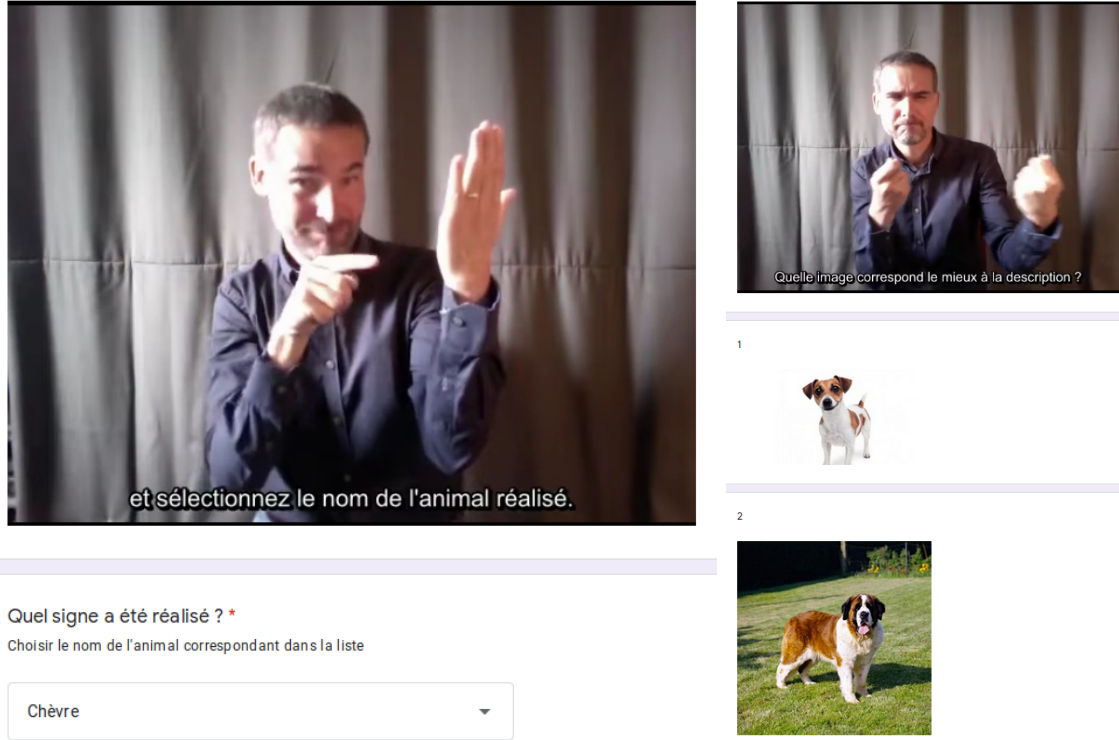 et sélectionnez le nom de l'animal réalisé.
Quel signe a été réalisé ? *
Choisir le nom de l'animal correspondant dans la liste
Chèvre
Quelle image correspond le mieux à la description ?
1
2